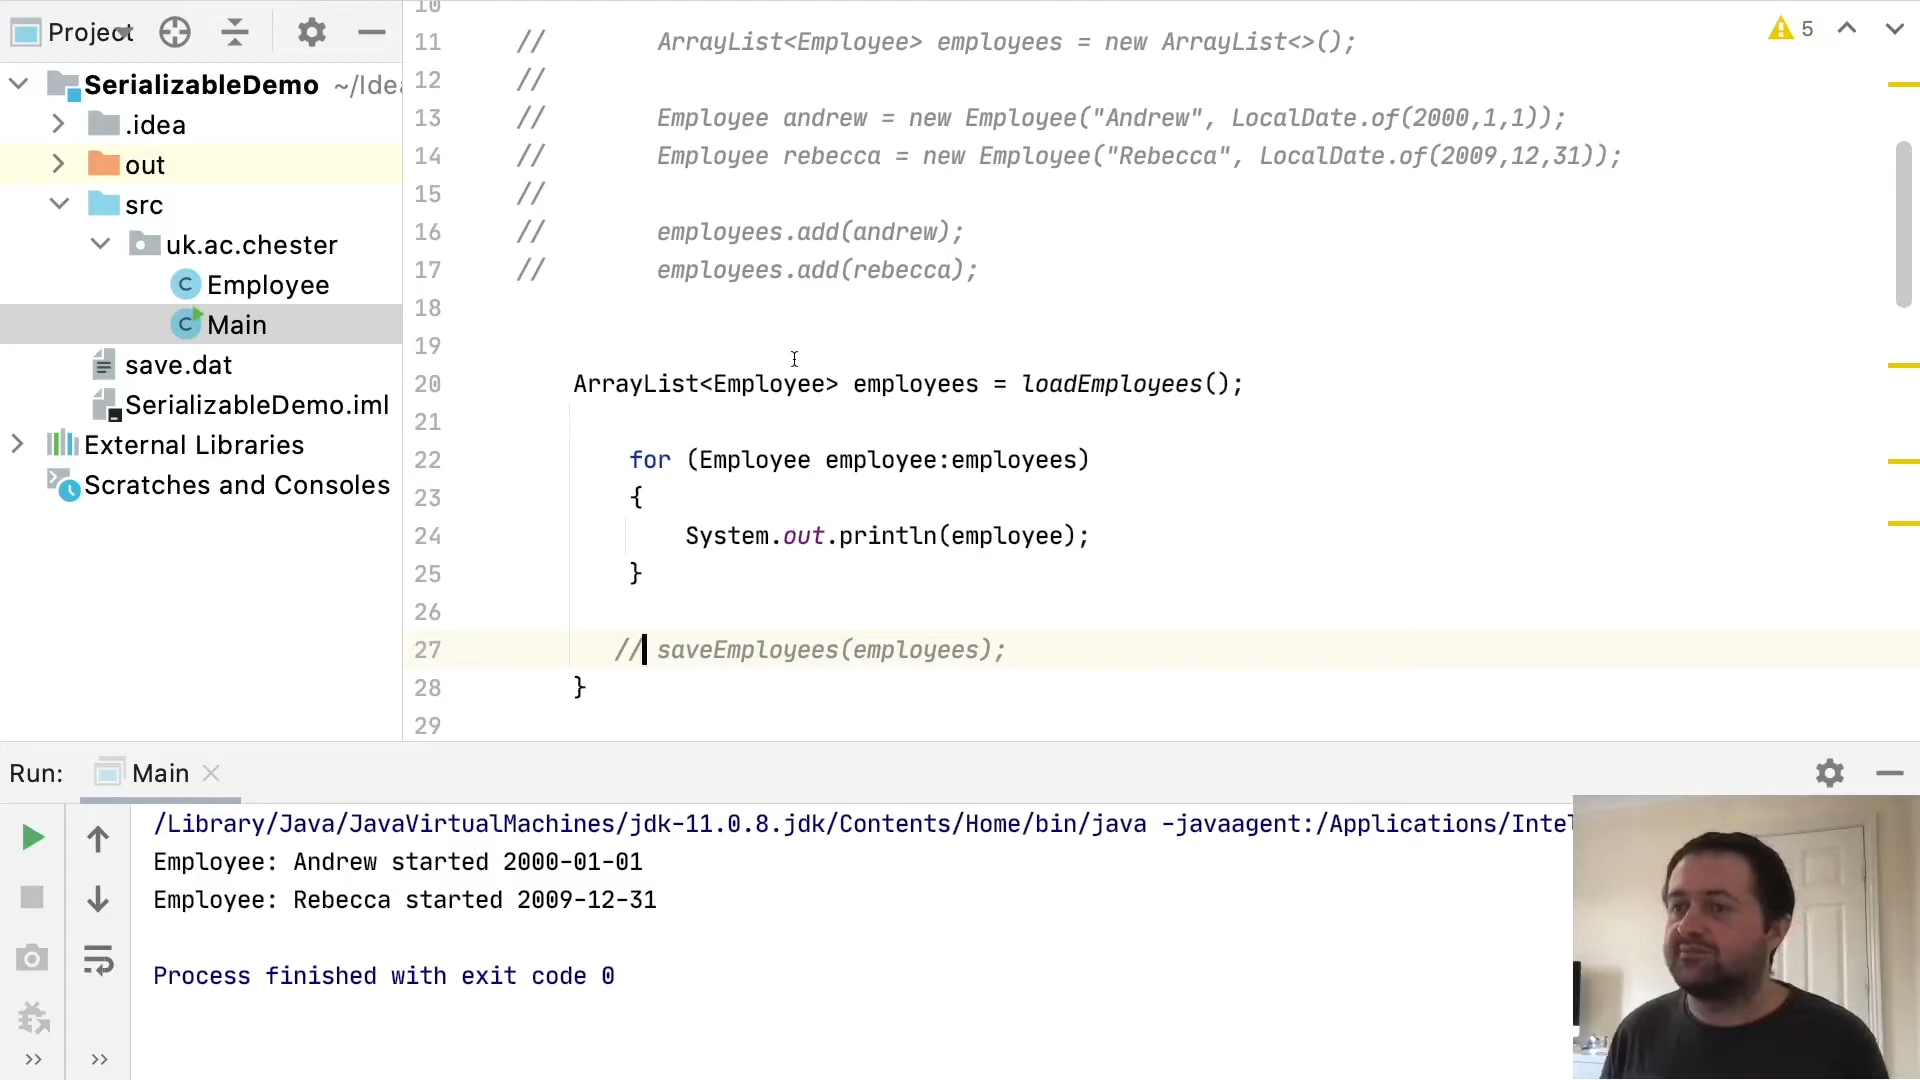 Project
SerializableDemo ~/Idea
.idea
out
src
uk.ac.chester
Employee
Main
save.dat
SerializableDemo.iml
External Libraries
Scratches and Consoles
10
11 // ArrayList<Employee> employees = new ArrayList<>();
12 //
13 // Employee andrew = new Employee("Andrew", LocalDate.of(2000,1,1));
14 // Employee rebecca = new Employee("Rebecca", LocalDate.of(2009,12,31));
15 //
16 // employees.add(andrew);
17 // employees.add(rebecca);
18
19
20 ArrayList<Employee> employees = loadEmployees();
21
22 for (Employee employee:employees)
23 {
24 System.out.println(employee);
25 }
26
27 // saveEmployees(employees);
28 }
29
5
Run: Main
/Library/Java/JavaVirtualMachines/jdk-11.0.8.jdk/Contents/Home/bin/java -javaagent:/Applications/Intel
Employee: Andrew started 2000-01-01
Employee: Rebecca started 2009-12-31
Process finished with exit code 0